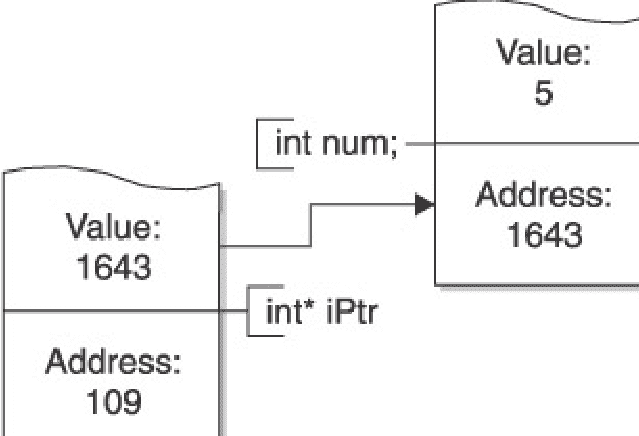 Value:
5
int num;
Address:
1643
Value:
1643
int* iPtr
Address:
109